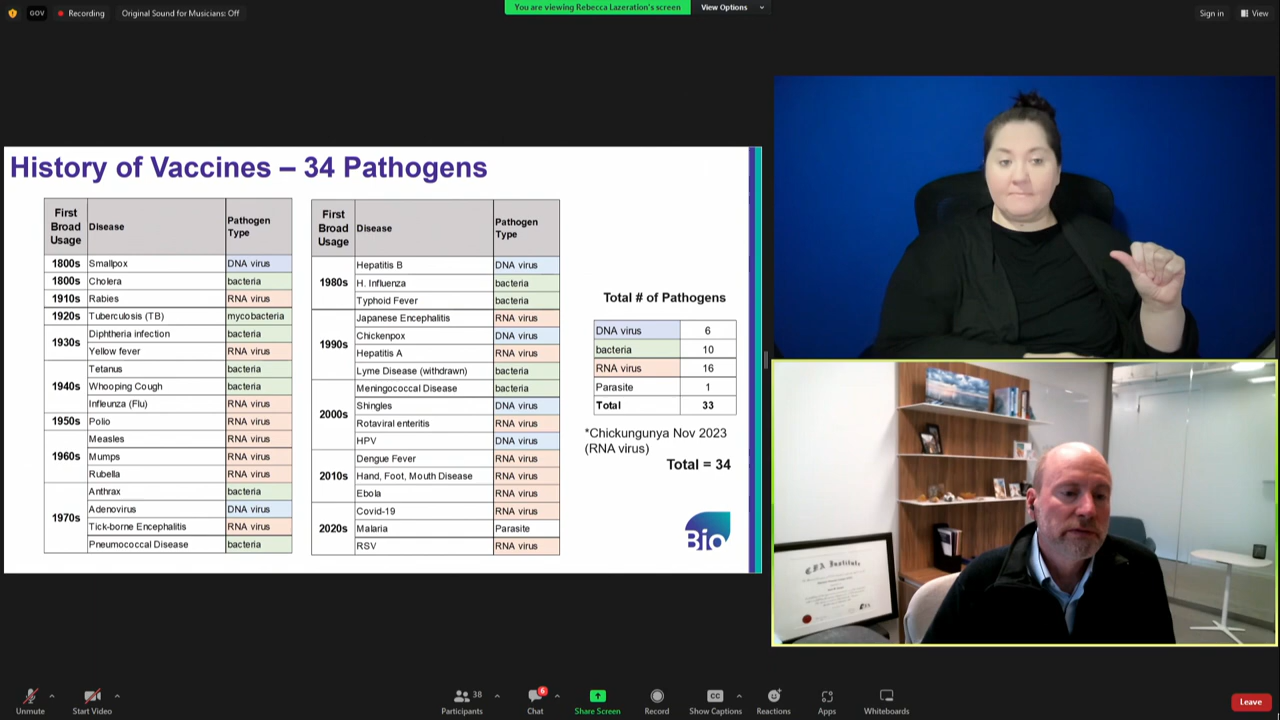 GOV
Recording
Original Sound for Musicians: Off
You are viewing Rebecca Lazeration's screen
View Options
Sign in
View
History of Vaccines – 34 Pathogens
First Broad Usage Disease Pathogen Type
1800s Smallpox DNA virus
1800s Cholera bacteria
1910s Rabies RNA virus
1920s Tuberculosis (TB) mycobacteria
1930s Diphtheria infection bacteria
Yellow fever RNA virus
1940s Tetanus bacteria
Whooping Cough bacteria
Infleunza (Flu) RNA virus
1950s Polio RNA virus
1960s Measles RNA virus
Mumps RNA virus
Rubella RNA virus
1970s Anthrax bacteria
Adenovirus DNA virus
Tick-borne Encephalitis RNA virus
Pneumococcal Disease bacteria
First Broad Usage Disease Pathogen Type
1980s Hepatitis B DNA virus
H. Influenza bacteria
Typhoid Fever bacteria
1990s Japanese Encephalitis RNA virus
Chickenpox DNA virus
Hepatitis A RNA virus
Lyme Disease (withdrawn) bacteria
2000s Meningococcal Disease bacteria
Shingles DNA virus
Rotaviral enteritis RNA virus
HPV DNA virus
2010s Dengue Fever RNA virus
Hand, Foot, Mouth Disease RNA virus
Ebola RNA virus
2020s Covid-19 RNA virus
Malaria Parasite
RSV RNA virus
Total # of Pathogens
DNA virus 6
bacteria 10
RNA virus 16
Parasite 1
Total 33
*Chickungunya Nov 2023
(RNA virus)
Total = 34
Bio
CFA Institute
Unmute
Start Video
Participants 38
Chat 6
Share Screen
Record
CC Show Captions
Reactions
Apps
Whiteboards
Leave